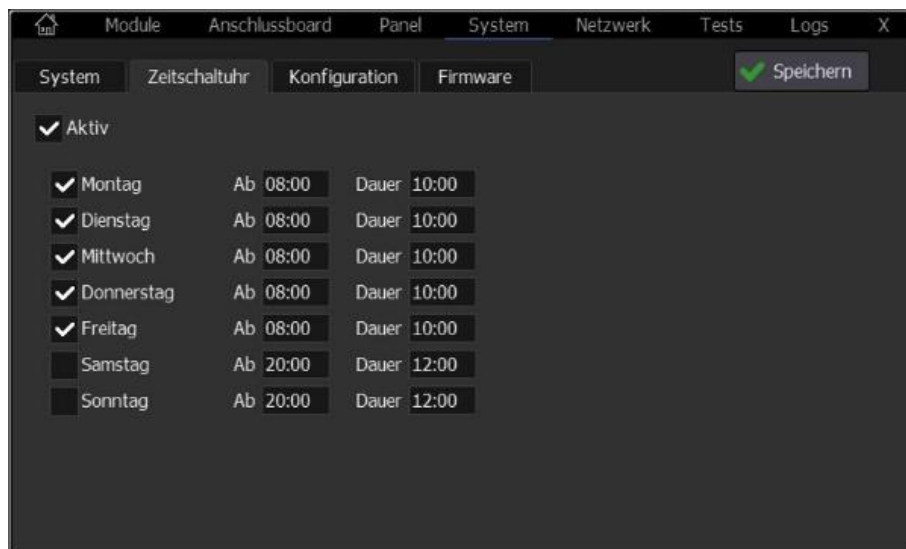 Module Anschlussboard Panel System Netzwerk Tests Logs X
System Zeitschaltuhr Konfiguration Firmware Speichern
Aktiv
Montag Ab 08:00 Dauer 10:00
Dienstag Ab 08:00 Dauer 10:00
Mittwoch Ab 08:00 Dauer 10:00
Donnerstag Ab 08:00 Dauer 10:00
Freitag Ab 08:00 Dauer 10:00
Samstag Ab 20:00 Dauer 12:00
Sonntag Ab 20:00 Dauer 12:00